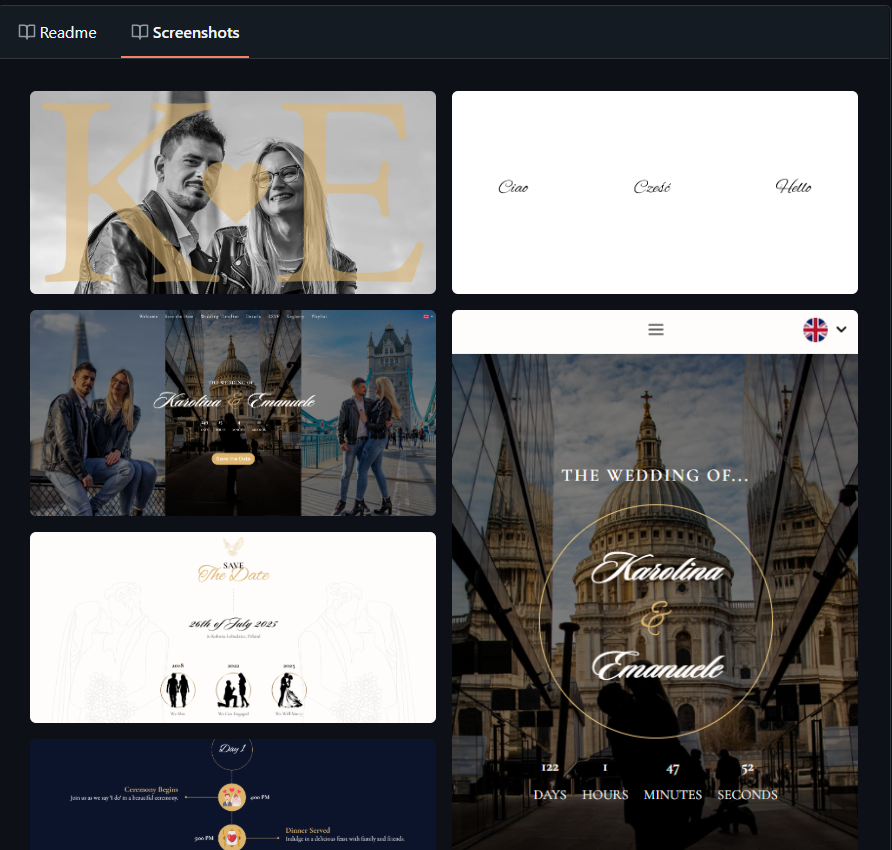 Readme
Screenshots
K E
Ciao
Cześć
Hello
Welcome Save the Date Wedding Timeline Details RSVP Registry Playlist
THE WEDDING OF
Karolina & Emanuele
Save the Date
THE WEDDING OF...
Karolina
&
Emanuele
122 1 47 52
DAYS HOURS MINUTES SECONDS
SAVE
The Date
26th of July 2025
Poland
2018 2022 2025
We Met We Got Engaged We Will Marry
Day 1
Ceremony Begins
Join us as we say 'I do' in a beautiful ceremony.
4:00 PM
Dinner Served
5:00 PM
Indulge in a delicious feast with family and friends.